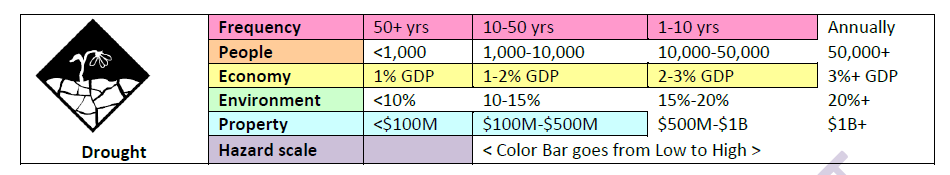 Frequency 50+ yrs 10-50 yrs 1-10 yrs Annually
People <1,000 1,000-10,000 10,000-50,000 50,000+
Economy 1% GDP 1-2% GDP 2-3% GDP 3%+ GDP
Environment <10% 10-15% 15%-20% 20%+
Property <$100M $100M-$500M $500M-$1B $1B+
Drought Hazard scale < Color Bar goes from Low to High >